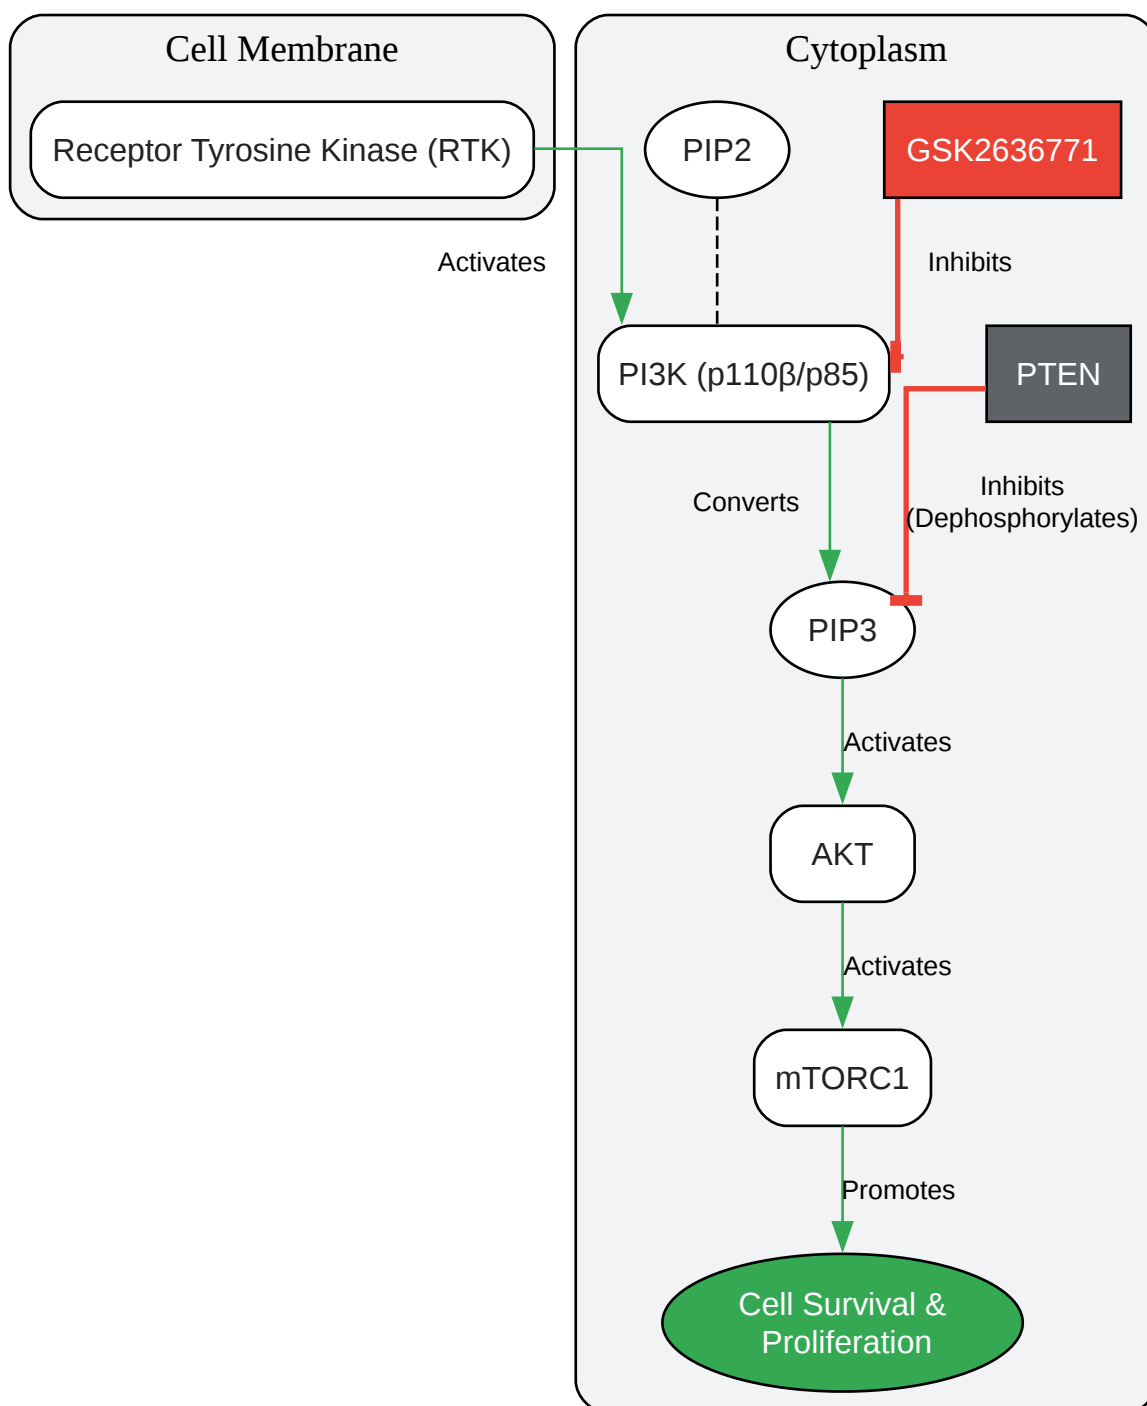 Cell Membrane
Cytoplasm
Receptor Tyrosine Kinase (RTK)
PIP2
GSK2636771
Activates
Inhibits
PI3K (p110β/p85)
PTEN
Converts
Inhibits
(Dephosphorylates)
PIP3
Activates
AKT
Activates
mTORC1
Promotes
Cell Survival &
Proliferation